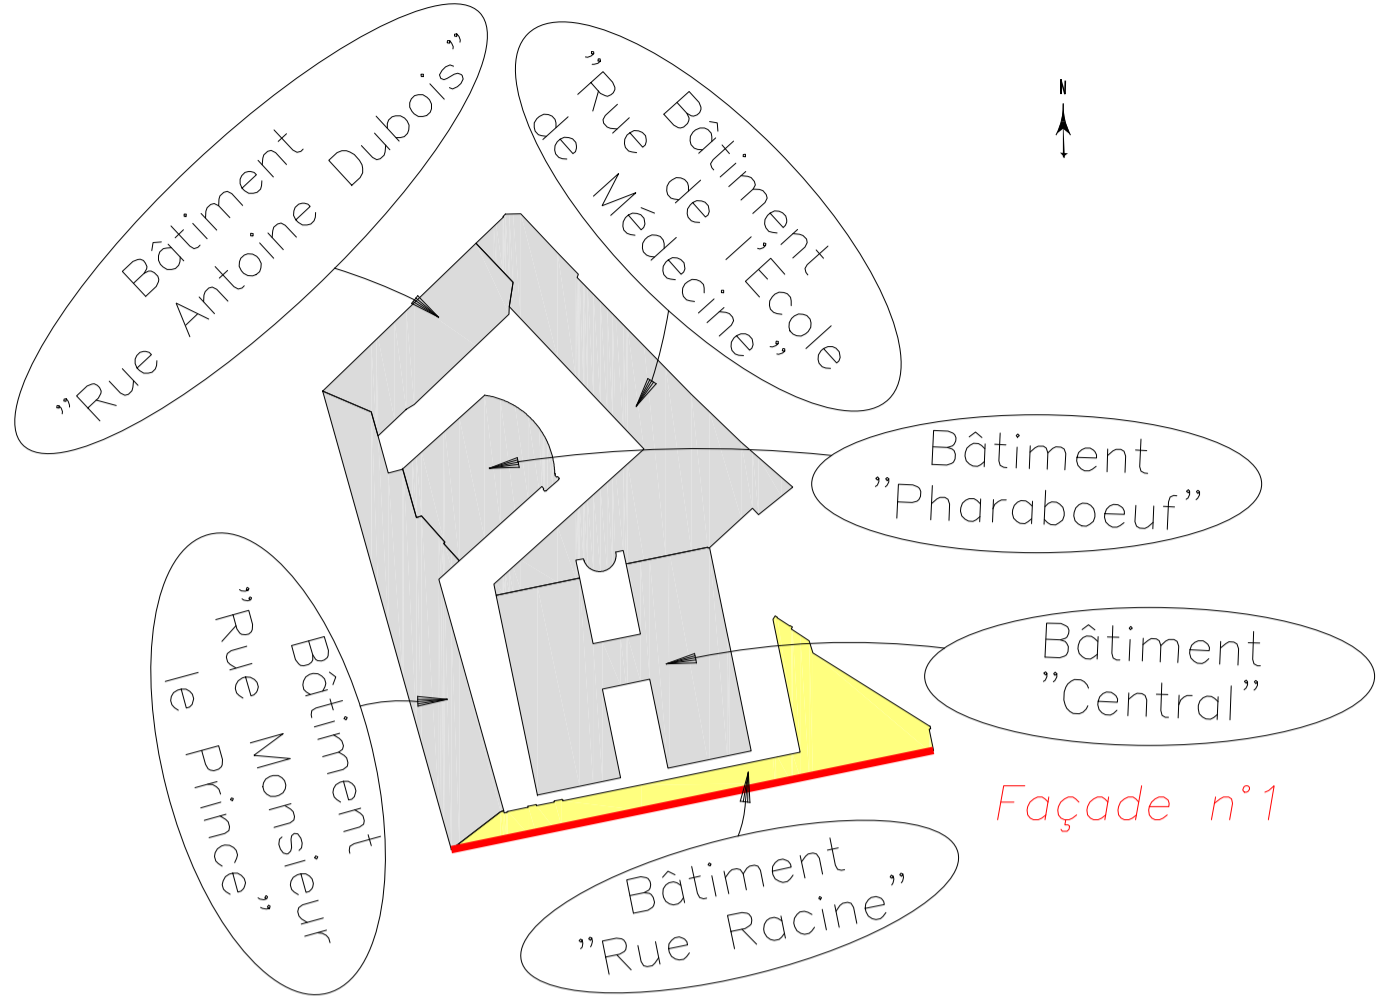 Bâtiment
”Rue Antoine Dubois”
Bâtiment
”Rue de l’Ecole
de Mèdecine”
N
Bâtiment
”Pharaboeuf”
Bâtiment
”Central”
Bâtiment
”Rue Monsieur
le Prince”
Façade n°1
Bâtiment
”Rue Racine”